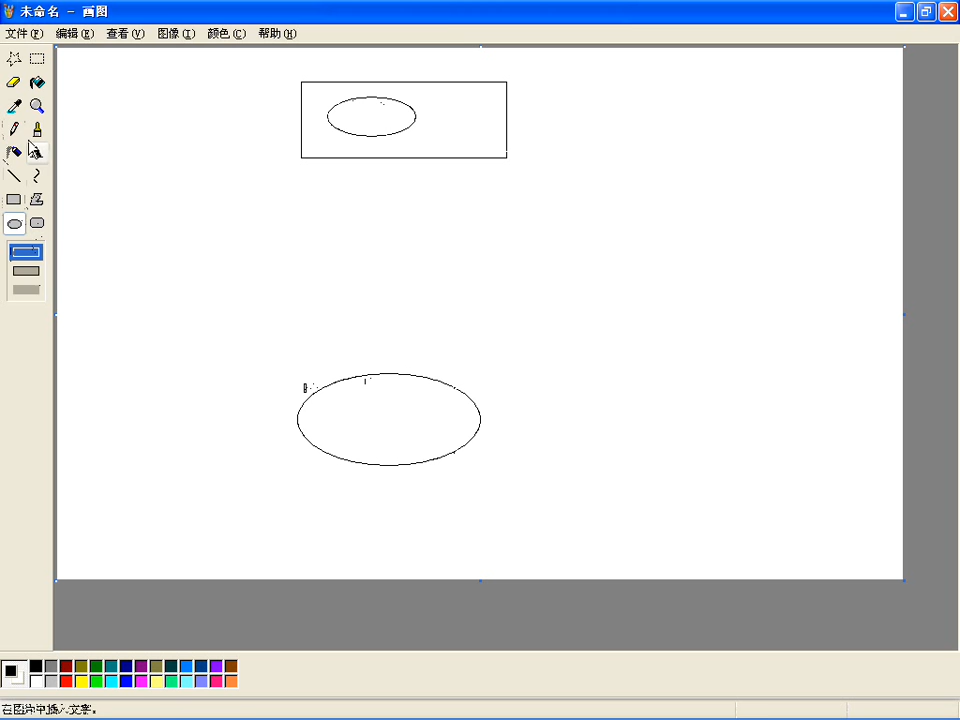 未命名 - 画图
文件(F) 编辑(E) 查看(V) 图像(I) 颜色(C) 帮助(H)
在图片中插入文字。